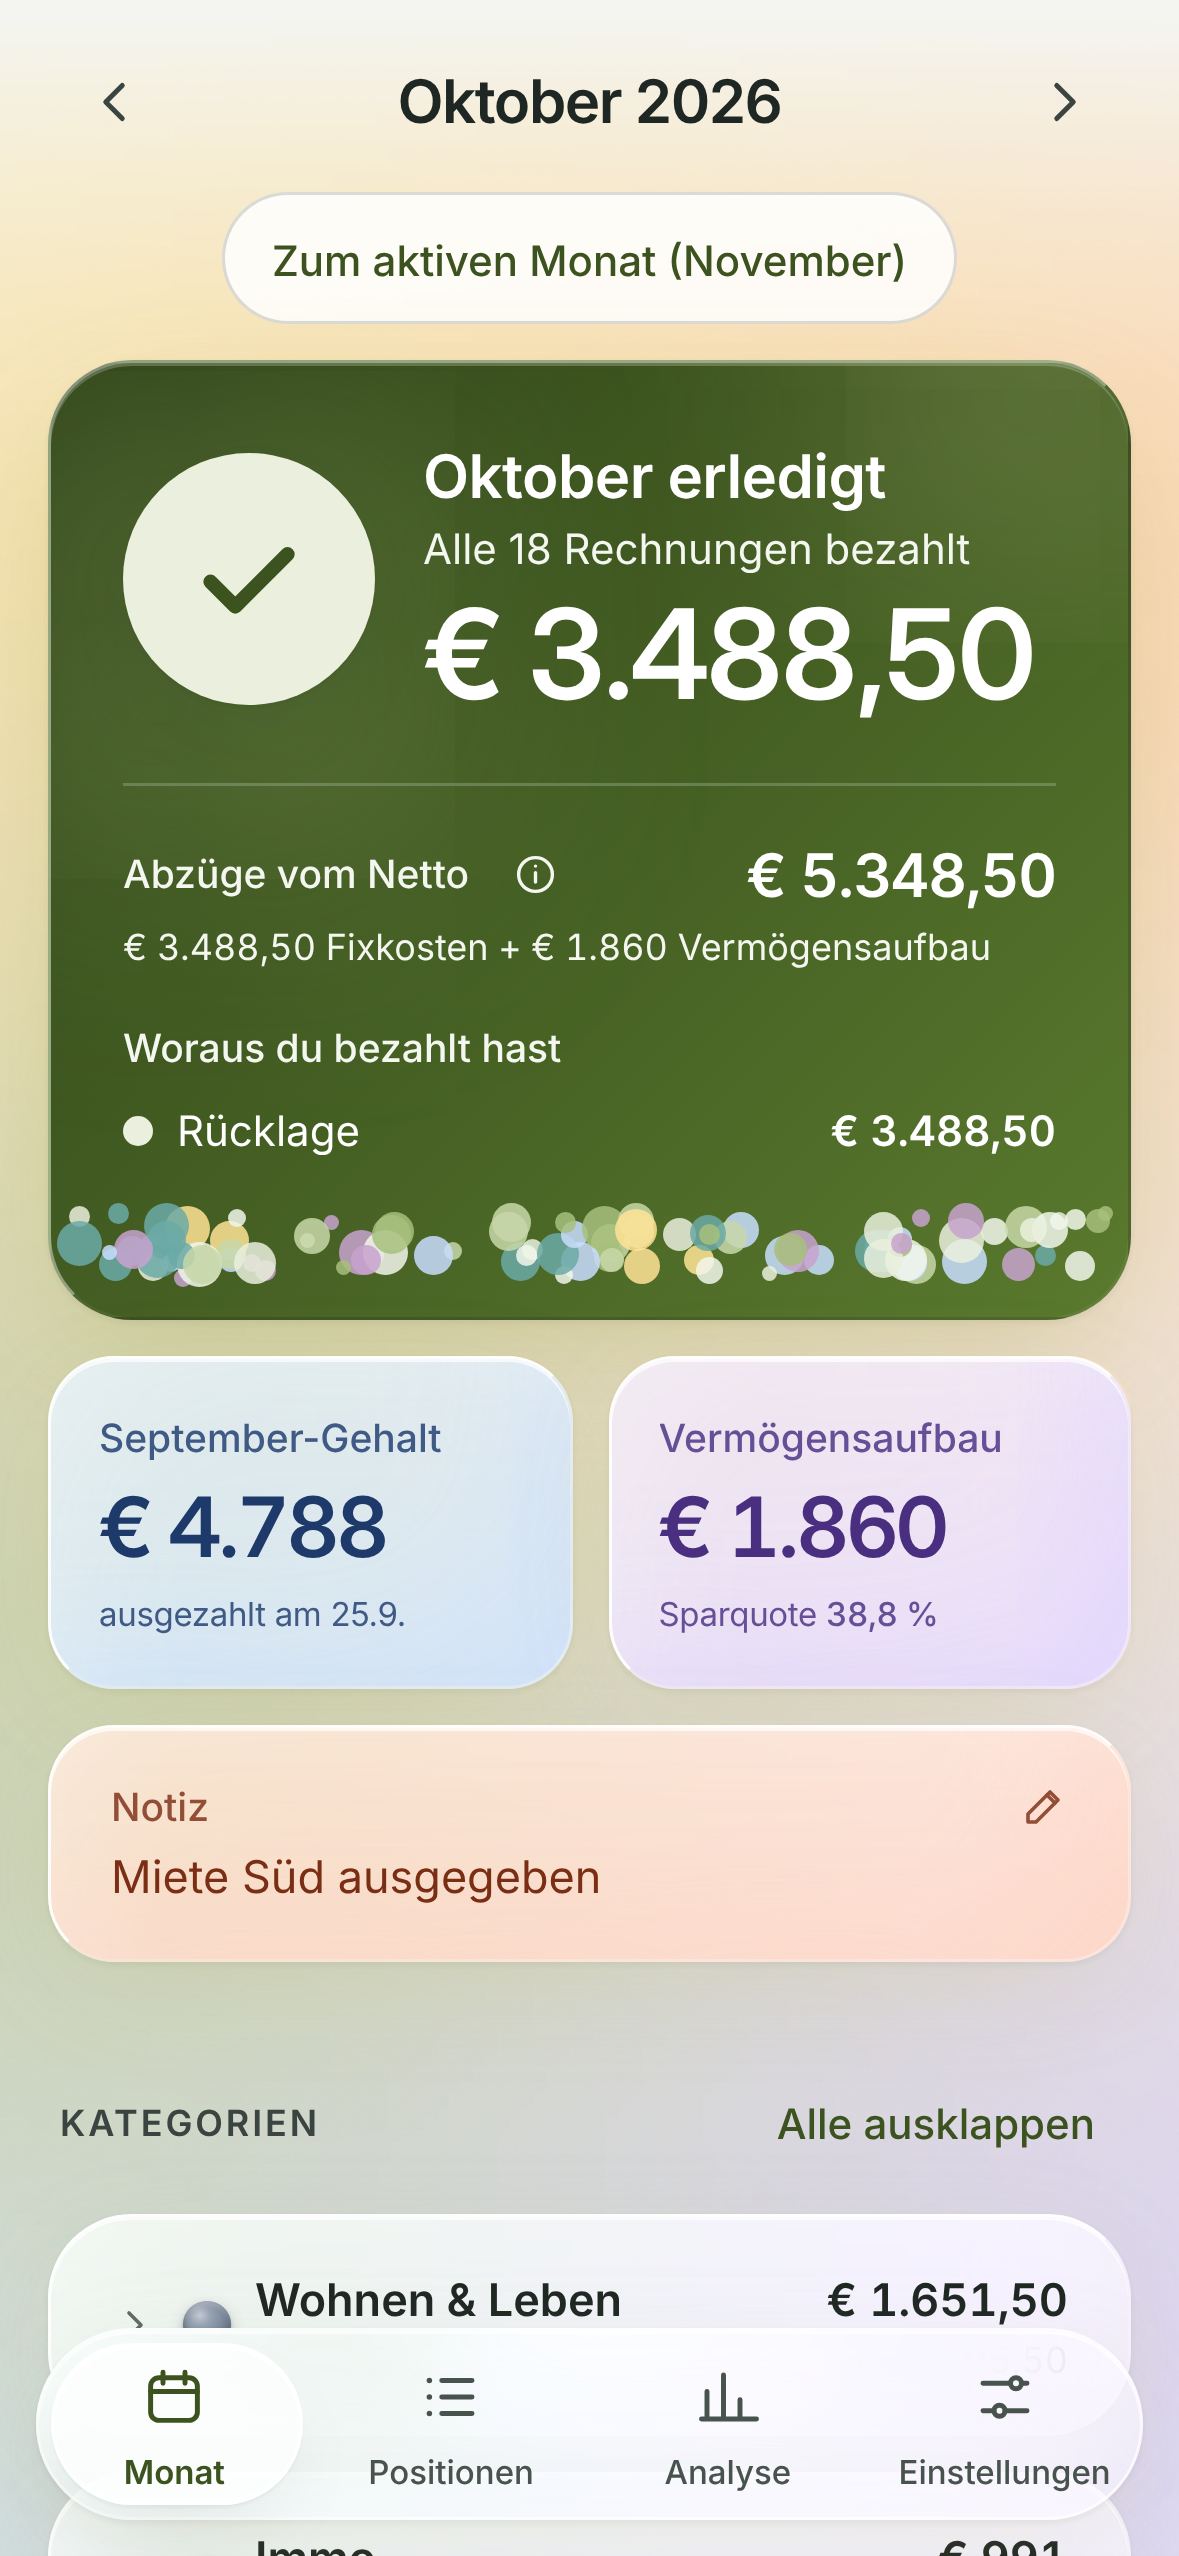 Oktober 2026
Zum aktiven Monat (November)
Oktober erledigt
Alle 18 Rechnungen bezahlt
€ 3.488,50
Abzüge vom Netto
€ 5.348,50
€ 3.488,50 Fixkosten + € 1.860 Vermögensaufbau
Woraus du bezahlt hast
Rücklage
€ 3.488,50
September-Gehalt
€ 4.788
ausgezahlt am 25.9.
Vermögensaufbau
€ 1.860
Sparquote 38,8 %
Notiz
Miete Süd ausgegeben
KATEGORIEN
Alle ausklappen
Wohnen & Leben
€ 1.651,50
Monat
Positionen
Analyse
Einstellungen